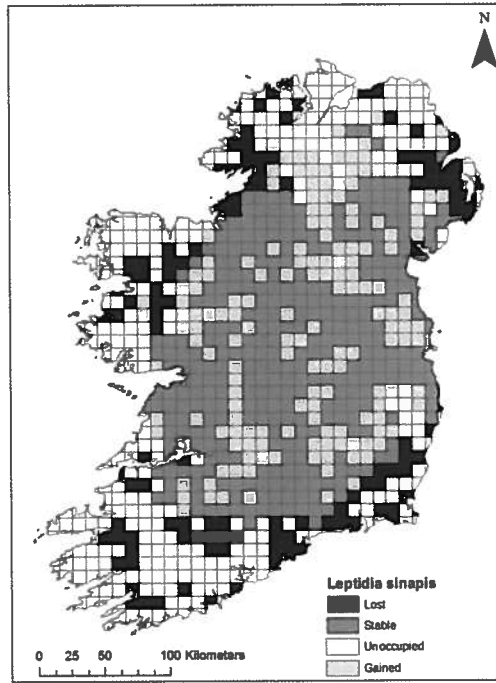 N
Leptidia sinapis
Lost
Stable
Unoccupied
Gained
0 25 50 100 Kilometers